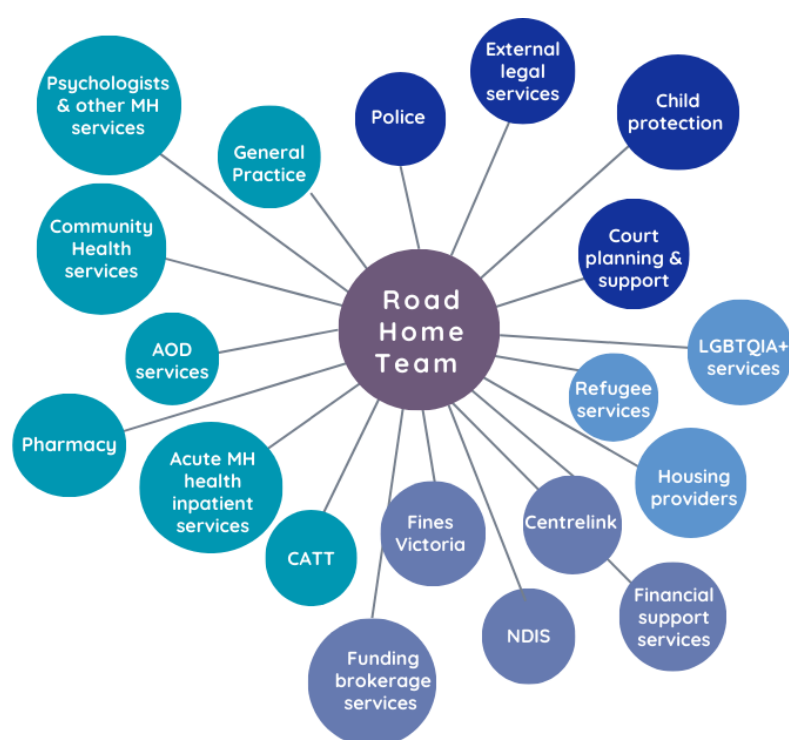 Psychologists
& other MH
services
General
Practice
Police
External
legal
services
Child
protection
Community
Health
services
Court
planning &
support
Road
Home
Team
AOD
services
LGBTQIA+
services
Refugee
services
Pharmacy
Acute MH
health
inpatient
services
Housing
providers
CATT
Fines
Victoria
Centrelink
Financial
support
services
NDIS
Funding
brokerage
services